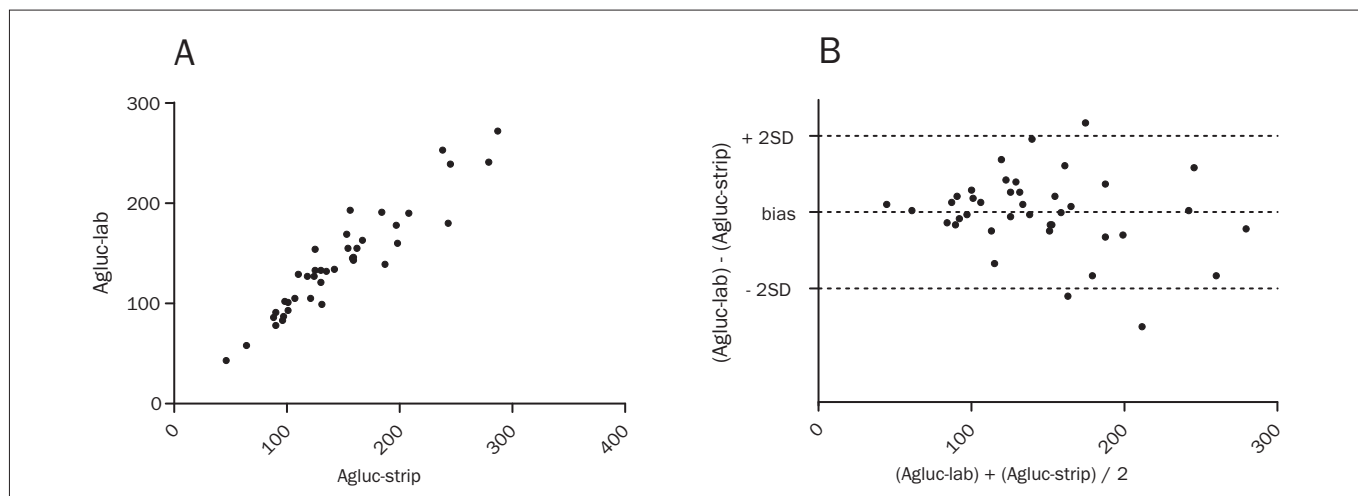 A
300
200
100
0
Agluc-lab
0
100
200
300
400
Agluc-strip
B
+ 2SD
bias
- 2SD
(Agluc-lab) - (Agluc-strip)
0
100
200
300
(Agluc-lab) + (Agluc-strip) / 2